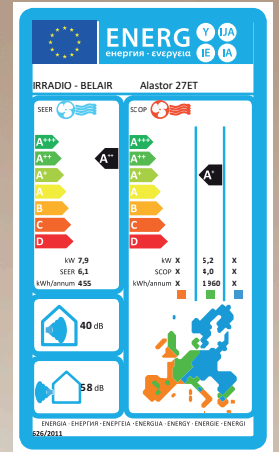 ENERG Y IJA
енергия · ενεργεια IE IA
IRRADIO - BELAIR Alastor 27ET
SEER SCOP
A+++ A+++
A++ A++ A++
A+ A+ A+
A A
B B
C C
D D
kW 7,9 kW X 5,2 X
SEER 6,1 SCOP X 4,0 X
kWh/annum 455 kWh/annum X 1960 X
40 dB
58 dB
ENERGIA · ЕНЕРГИЯ · ΕΝΕΡΓΕΙΑ · ENERGIJA · ENERGY · ENERGIE · ENERGI
626/2011